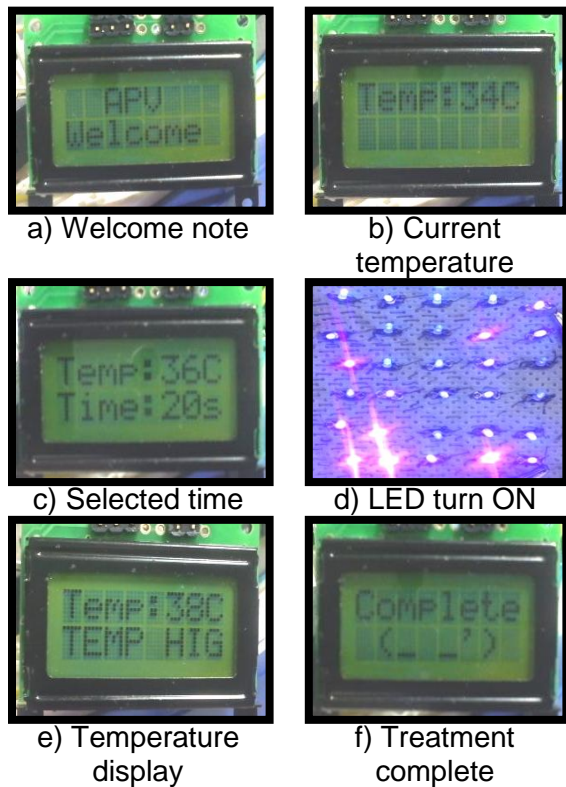 APV
Welcome
a) Welcome note
Temp:34C
b) Current
temperature
Temp:36C
Time:20s
c) Selected time
d) LED turn ON
Temp:38C
TEMP HIG
e) Temperature
display
Complete
(_ _')
f) Treatment
complete